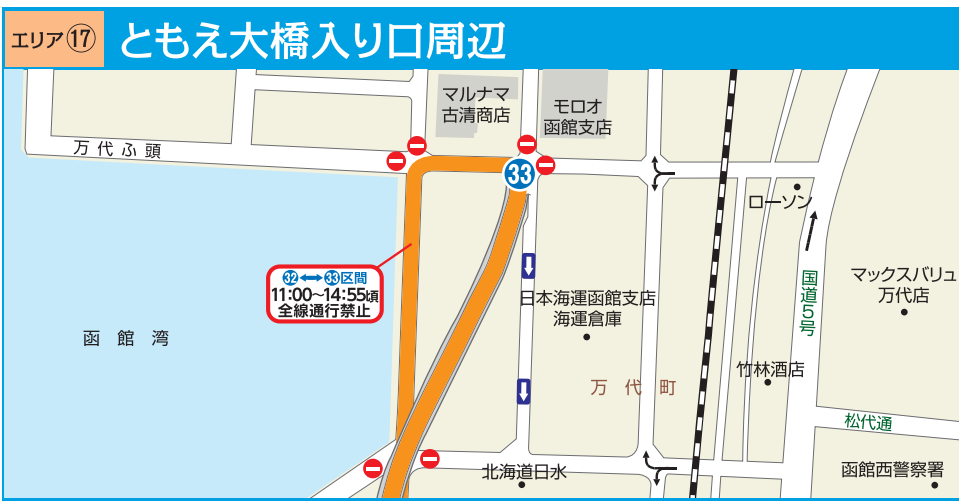 エリア⑰
ともえ大橋入り口周辺
マルナマ
古清商店
モロオ
函館支店
万代ふ頭
33
ローソン
32↔33区間
11:00〜14:55頃
全線通行禁止
国道5号
マックスバリュ
万代店
日本海運函館支店
海運倉庫
函館湾
竹林酒店
万代町
松代通
北海道日水
函館西警察署